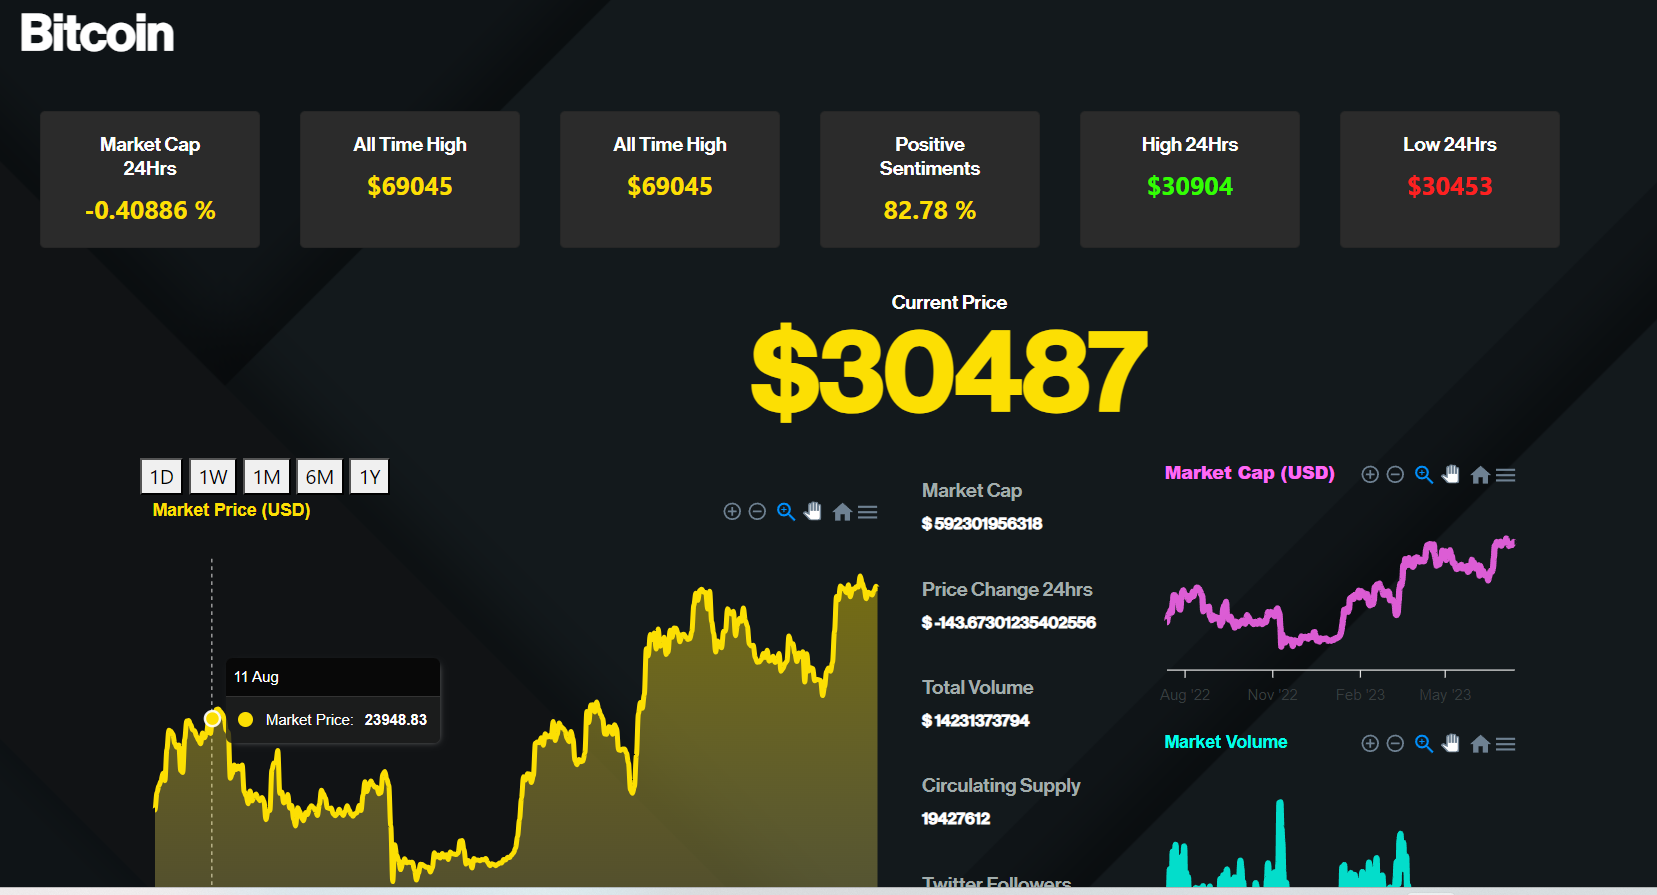 Bitcoin
Market Cap
24Hrs
-0.40886 %
All Time High
$69045
All Time High
$69045
Positive
Sentiments
82.78 %
High 24Hrs
$30904
Low 24Hrs
$30453
Current Price
$30487
1D 1W 1M 6M 1Y
Market Price (USD)
11 Aug
Market Price: 23948.83
Market Cap
$ 592301956318
Price Change 24hrs
$ -143.67301235402556
Total Volume
$ 14231373794
Circulating Supply
19427612
Twitter Followers
Market Cap (USD)
Aug '22 Nov '22 Feb '23 May '23
Market Volume